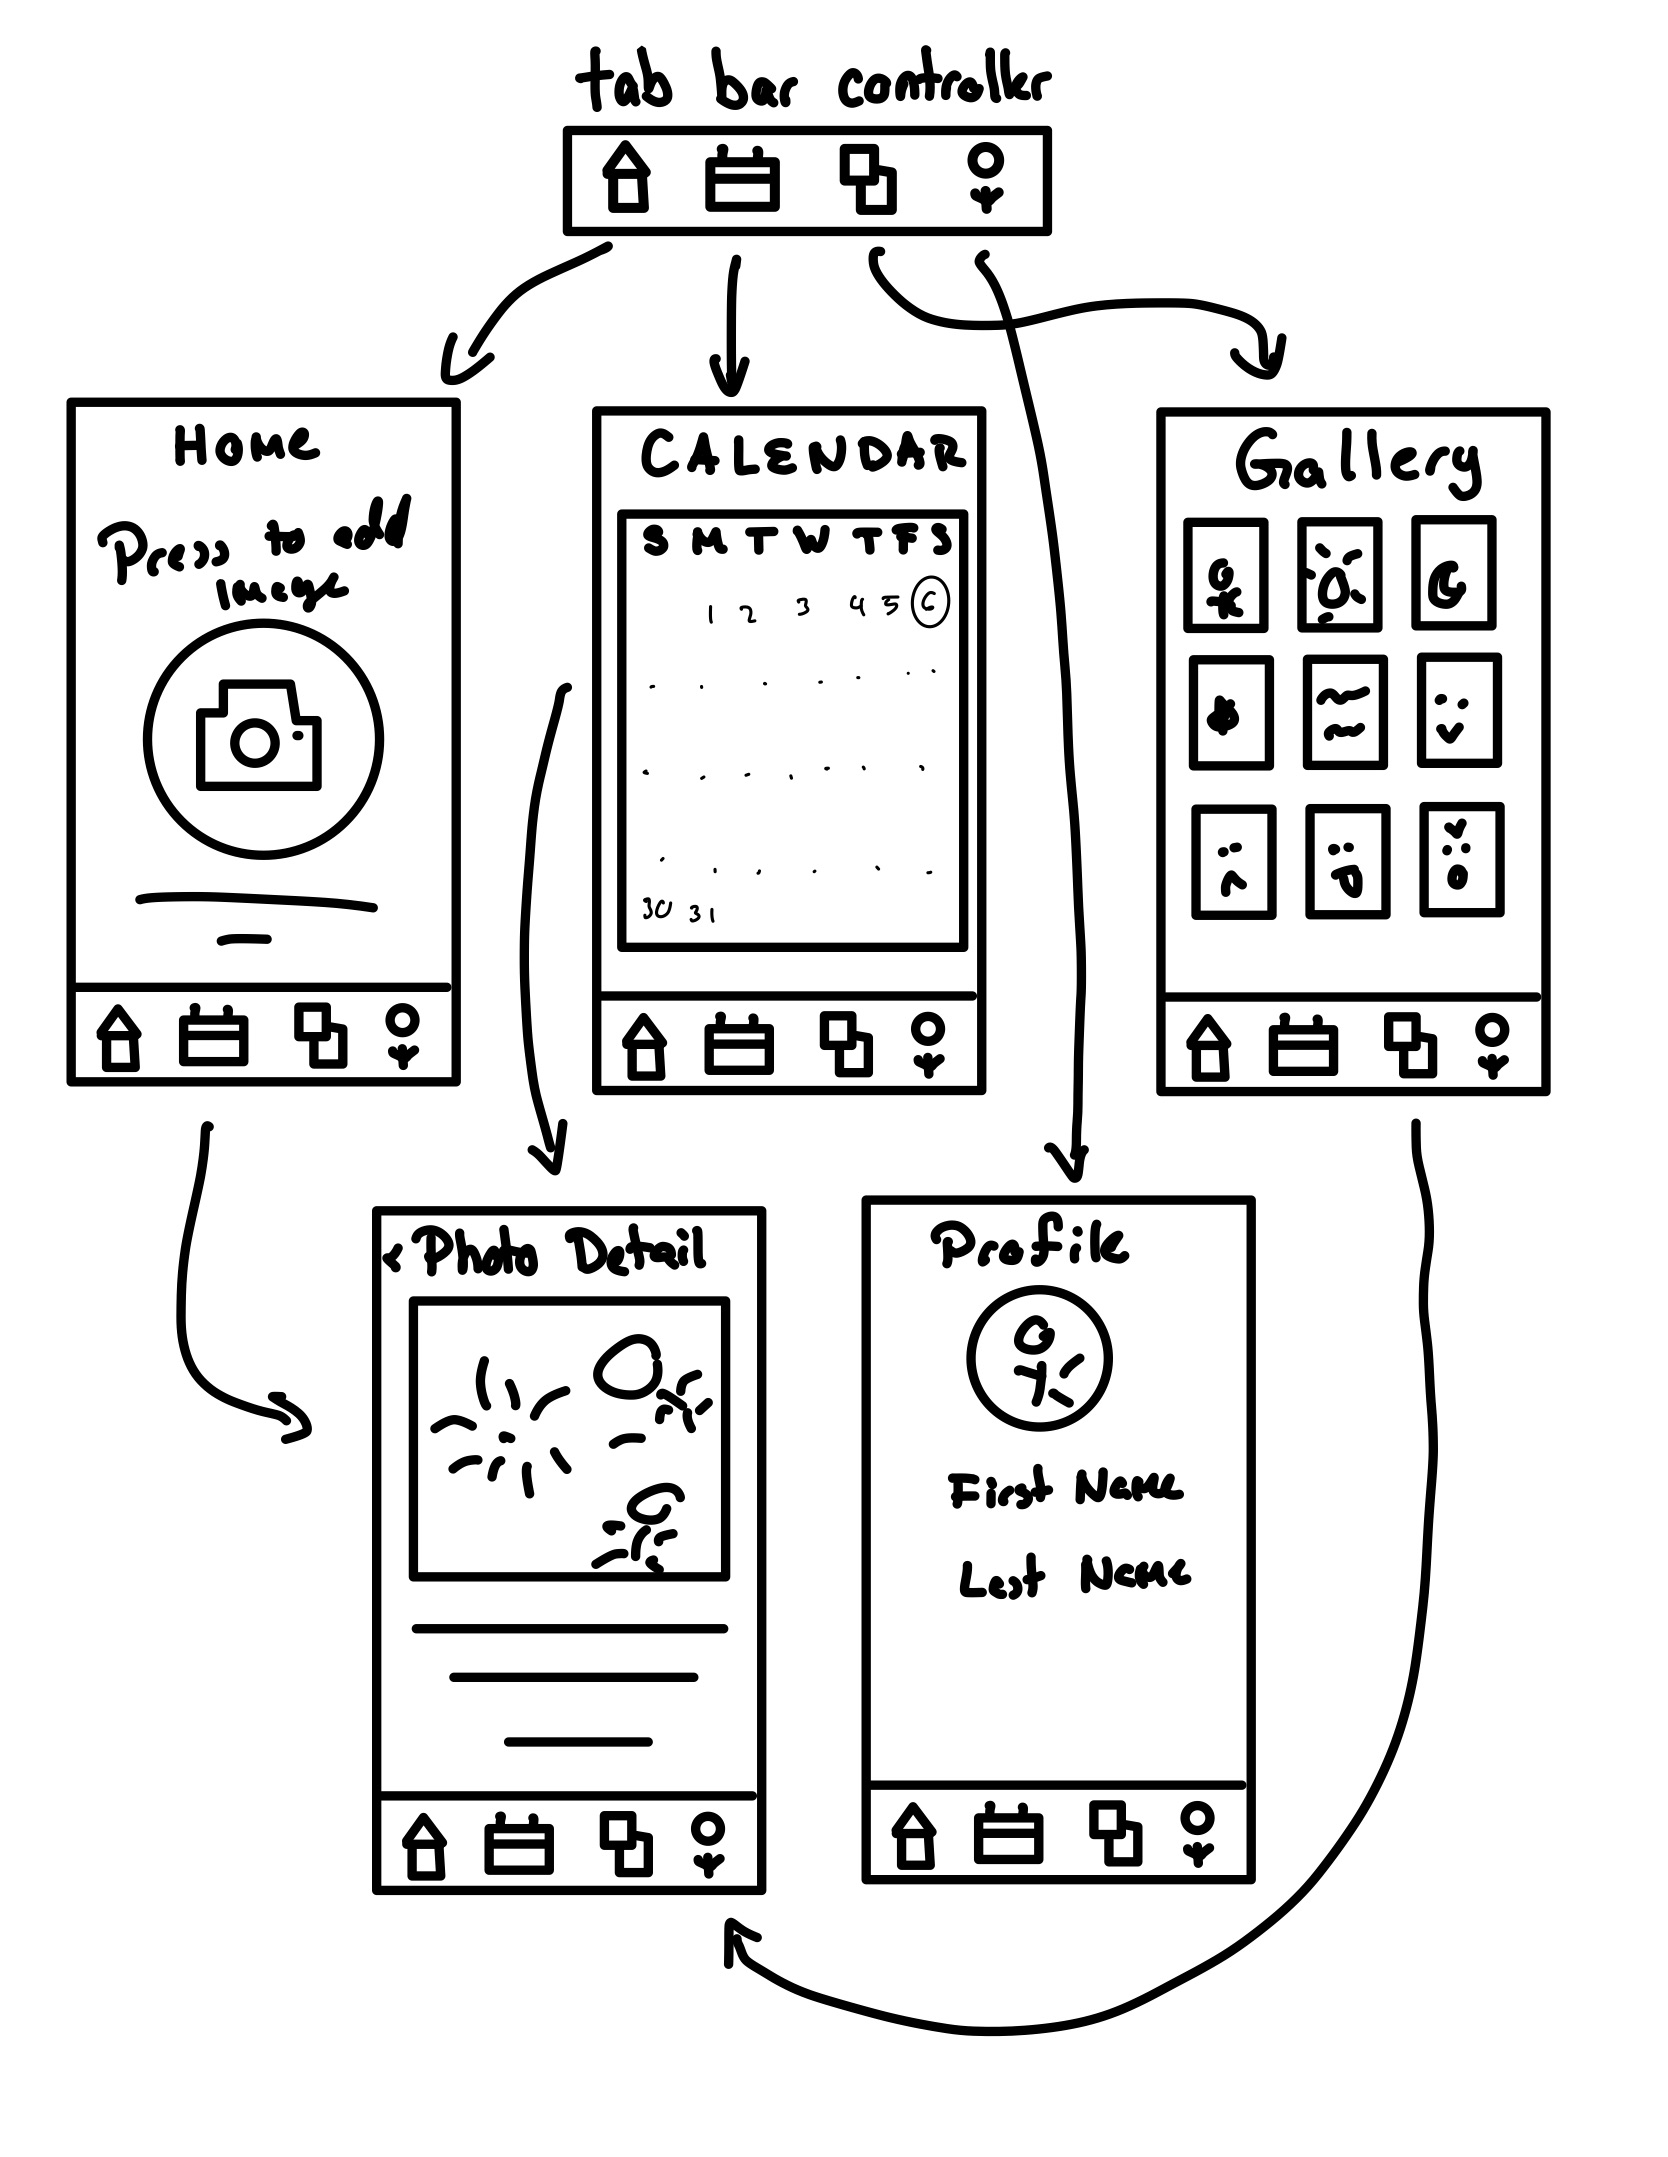 tab bar controller
Home
Press to add
image
CALENDAR
S M T W T F S
1 2 3 4 5 6
30 31
Gallery
< Photo Detail
Profile
First Name
Last Name